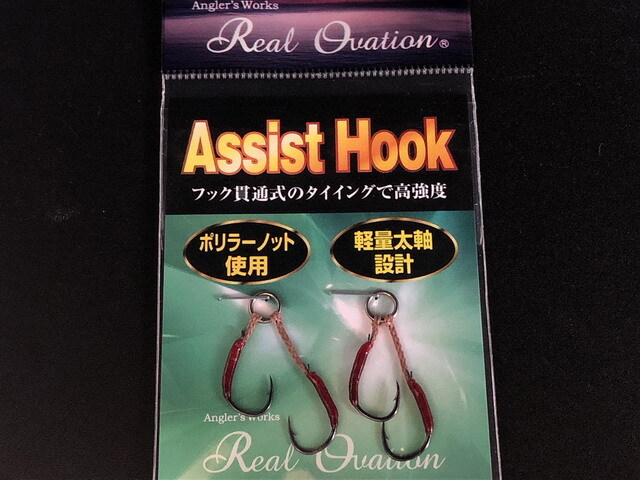 Angler's Works
Real Ovation®
Assist Hook
フック貫通式のタイイングで高強度
ポリラーノット
使用
軽量太軸
設計
Angler's Works
Real Ovation